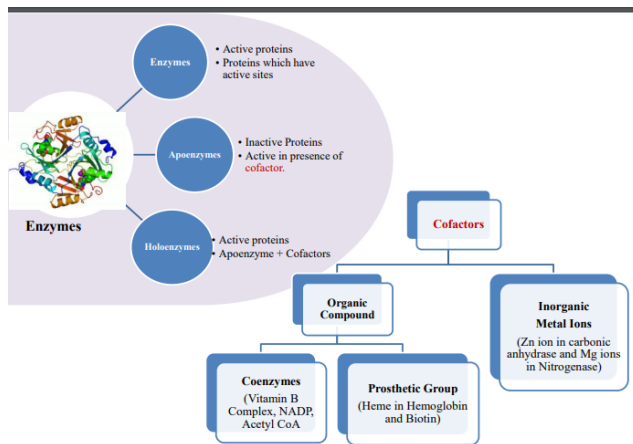 Enzymes
• Active proteins
• Proteins which have
active sites
Apoenzymes
• Inactive Proteins
• Active in presence of
cofactor.
Enzymes
Holoenzymes
• Active proteins
• Apoenzyme + Cofactors
Cofactors
Organic
Compound
Inorganic
Metal Ions
(Zn ion in carbonic
anhydrase and Mg ions
in Nitrogenase)
Coenzymes
(Vitamin B
Complex, NADP,
Acetyl CoA
Prosthetic Group
(Heme in Hemoglobin
and Biotin)